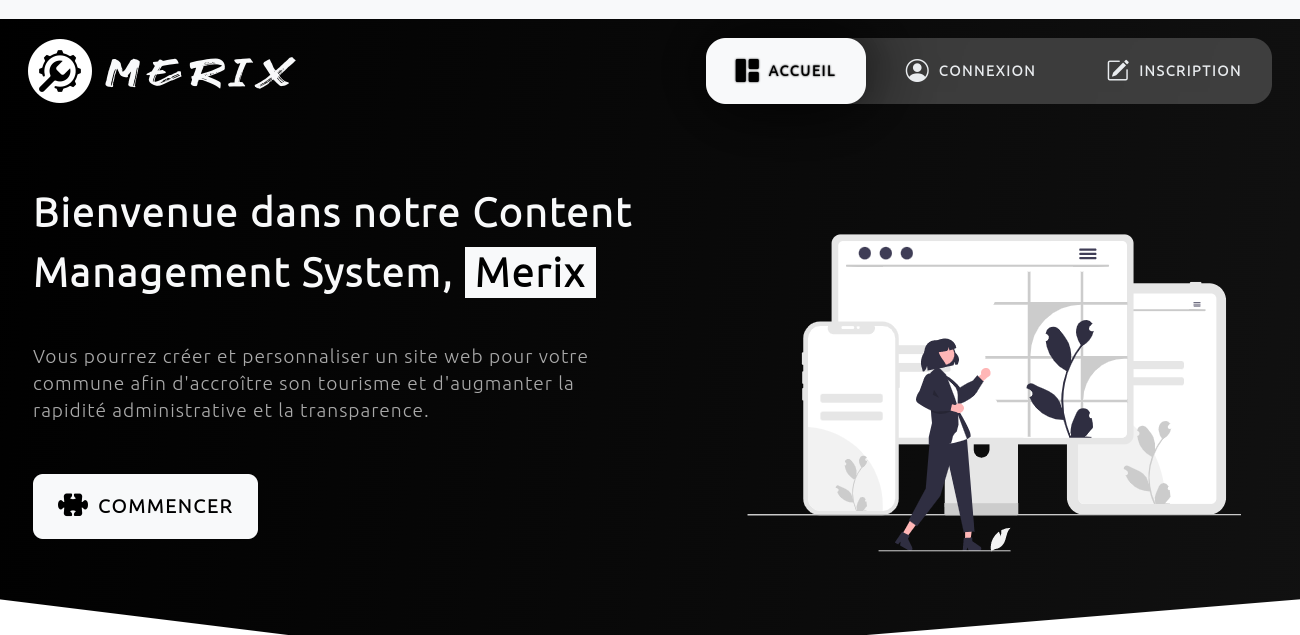 MERIX
ACCUEIL
CONNEXION
INSCRIPTION
Bienvenue dans notre Content
Management System, Merix
Vous pourrez créer et personnaliser un site web pour votre
commune afin d'accroître son tourisme et d'augmanter la
rapidité administrative et la transparence.
COMMENCER